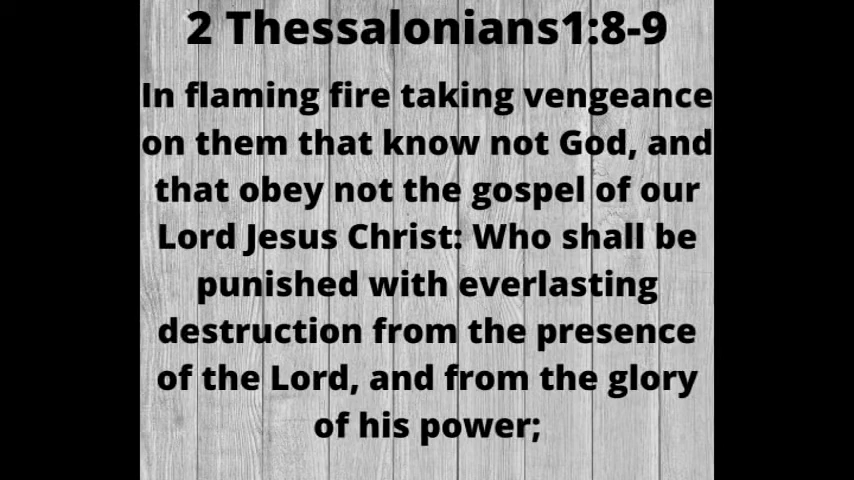 2 Thessalonians1:8-9
In flaming fire taking vengeance
on them that know not God, and
that obey not the gospel of our
Lord Jesus Christ: Who shall be
punished with everlasting
destruction from the presence
of the Lord, and from the glory
of his power;